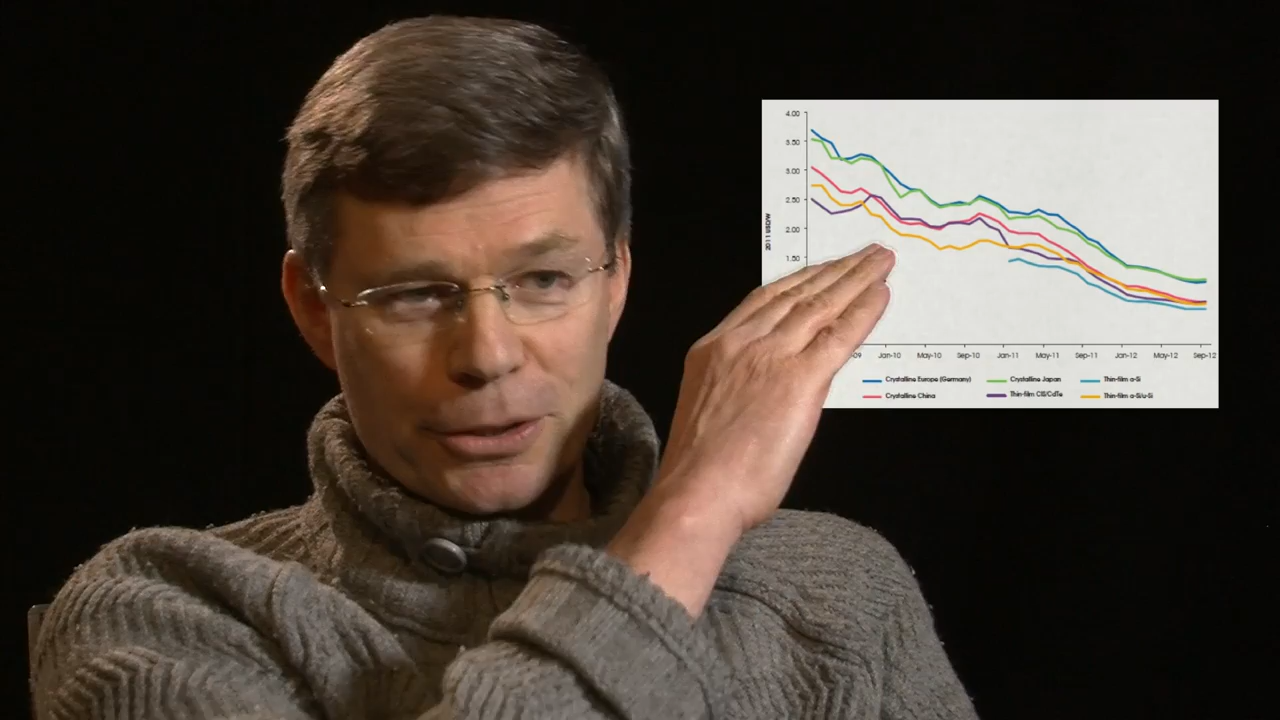 4.00
3.50
3.00
2.50
2.00
1.50
2011 USD/W
09 Jan-10 May-10 Sep-10 Jan-11 May-11 Sep-11 Jan-12 May-12 Sep-12
Crystalline Europe (Germany) Crystalline Japan Thin-film a-Si
Crystalline China Thin-film CIS/CdTe Thin-film a-Si/u-Si